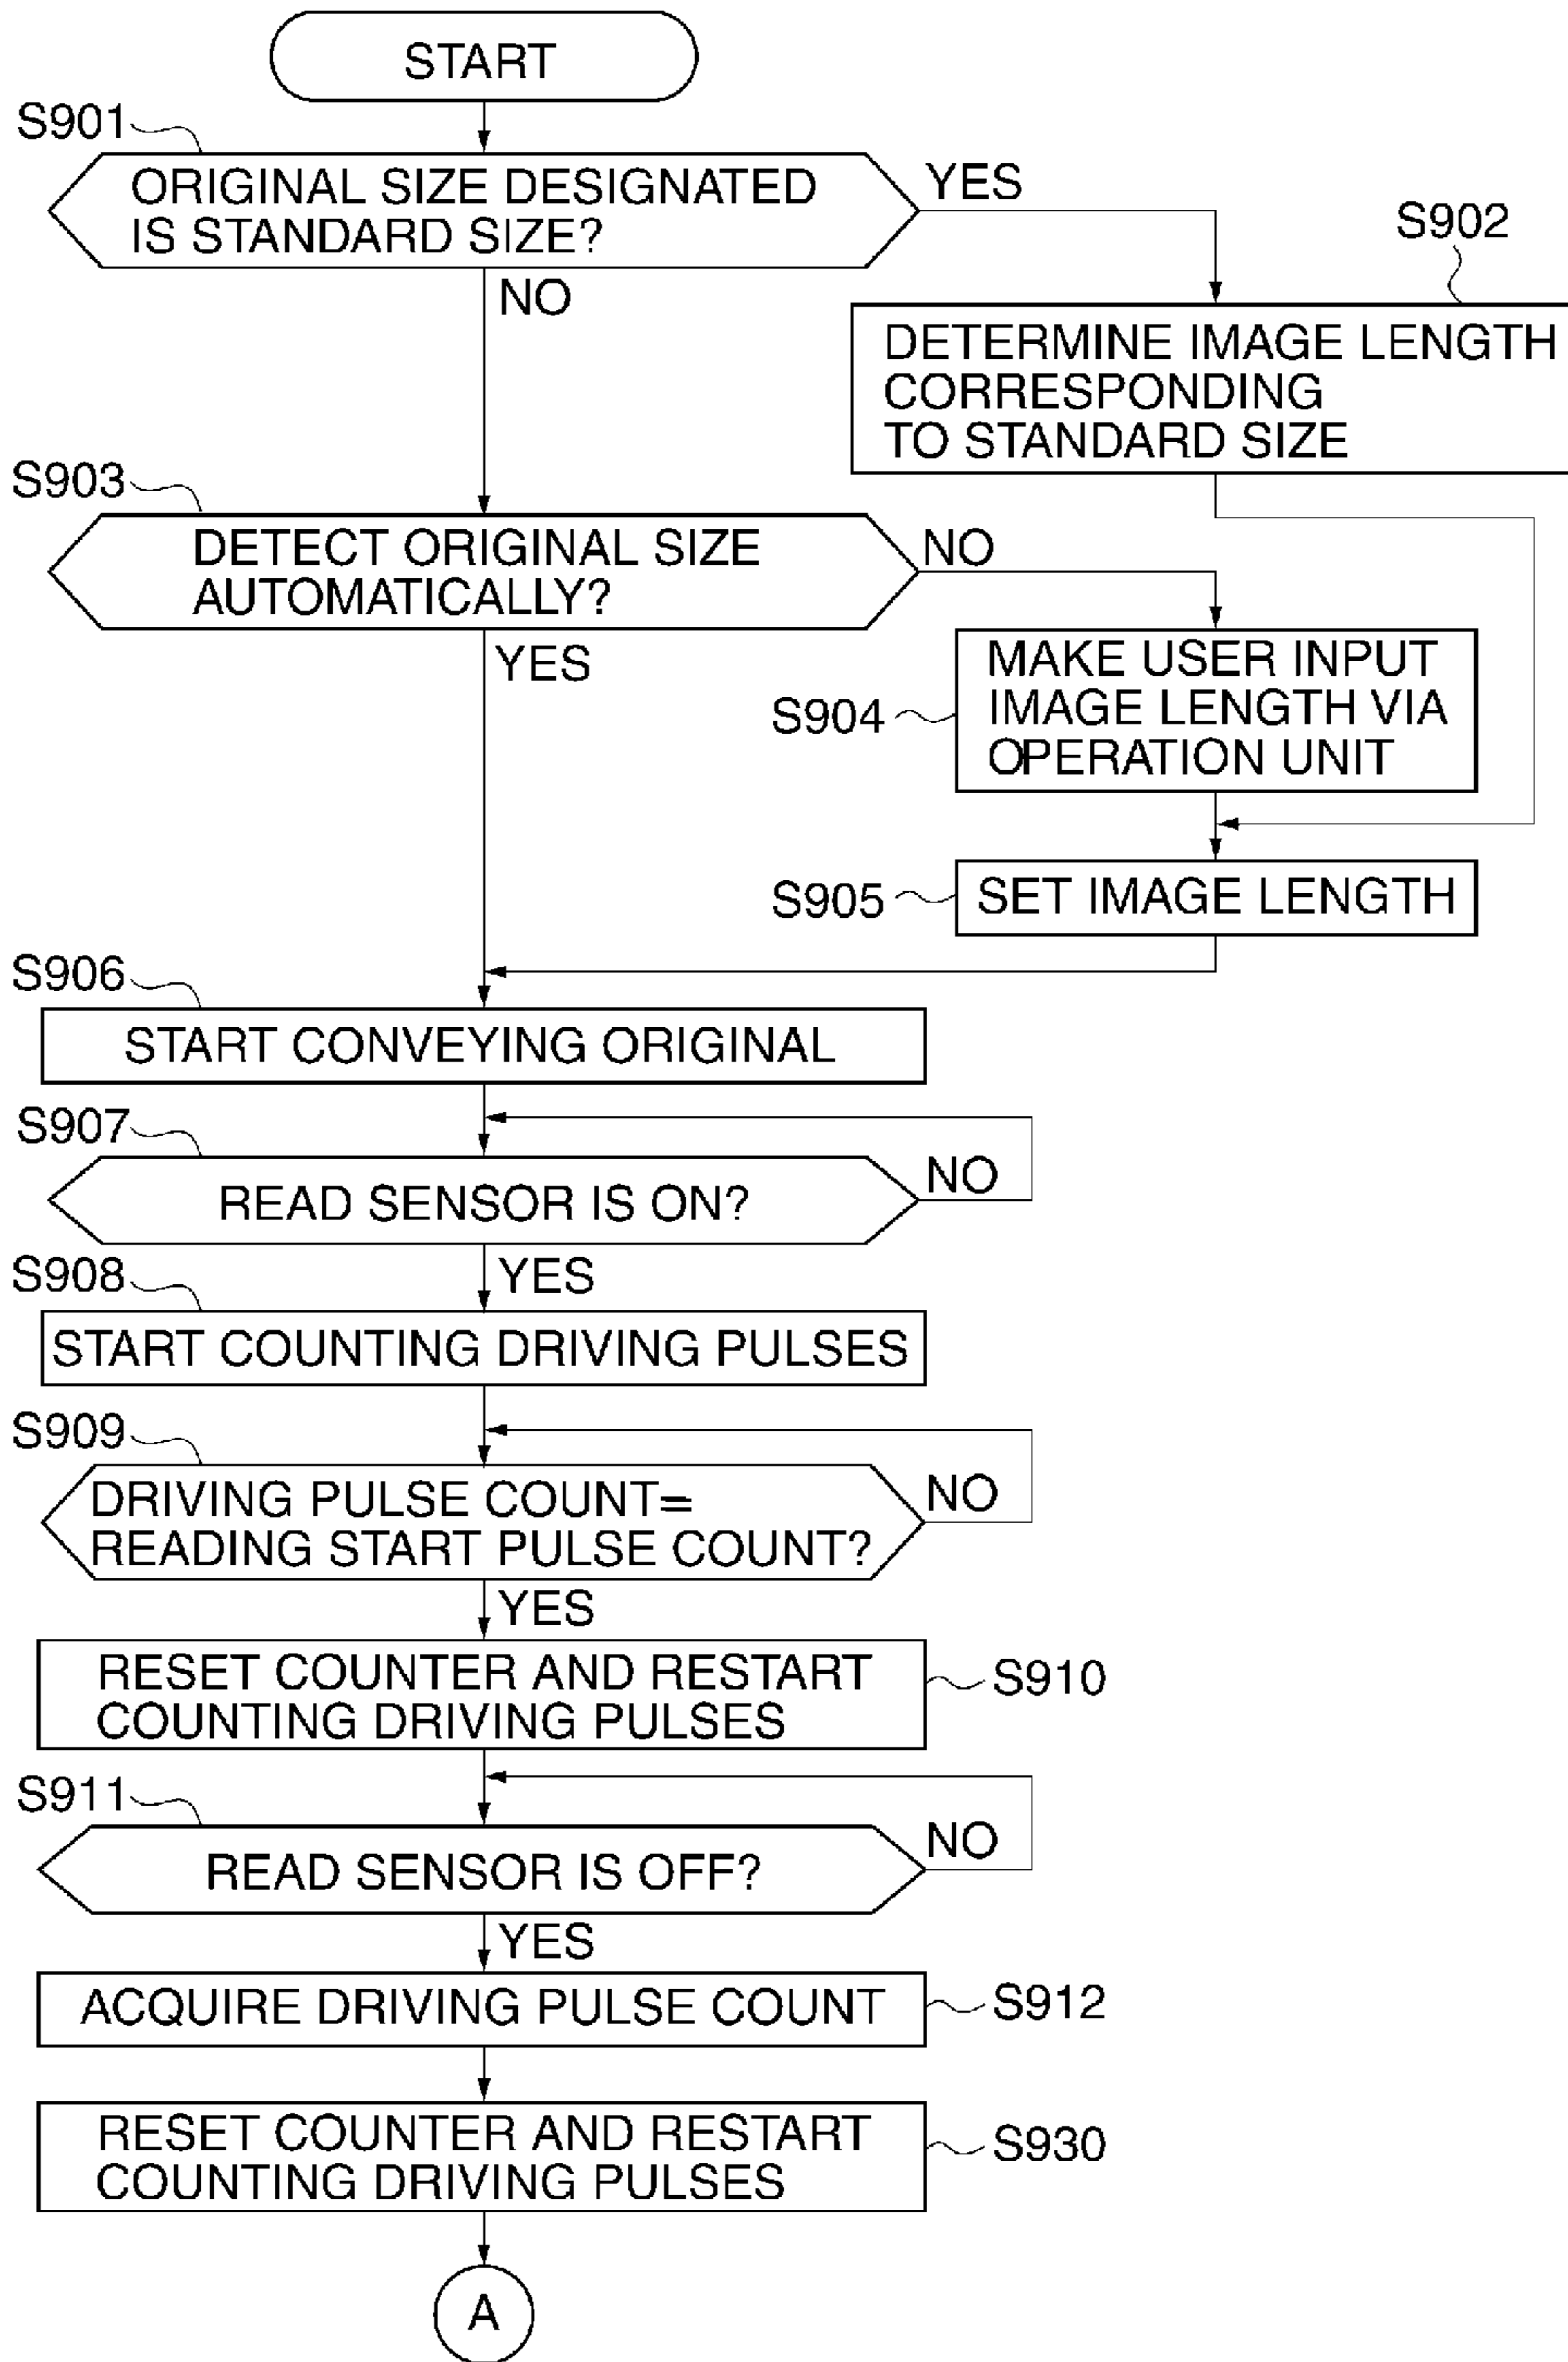 START
S901
ORIGINAL SIZE DESIGNATED
IS STANDARD SIZE?
YES
NO
S902
DETERMINE IMAGE LENGTH
CORRESPONDING
TO STANDARD SIZE
S903
DETECT ORIGINAL SIZE
AUTOMATICALLY?
NO
YES
S904
MAKE USER INPUT
IMAGE LENGTH VIA
OPERATION UNIT
S905
SET IMAGE LENGTH
S906
START CONVEYING ORIGINAL
S907
READ SENSOR IS ON?
NO
YES
S908
START COUNTING DRIVING PULSES
S909
DRIVING PULSE COUNT=
READING START PULSE COUNT?
NO
YES
RESET COUNTER AND RESTART
COUNTING DRIVING PULSES
S910
S911
READ SENSOR IS OFF?
NO
YES
ACQUIRE DRIVING PULSE COUNT
S912
RESET COUNTER AND RESTART
COUNTING DRIVING PULSES
S930
A